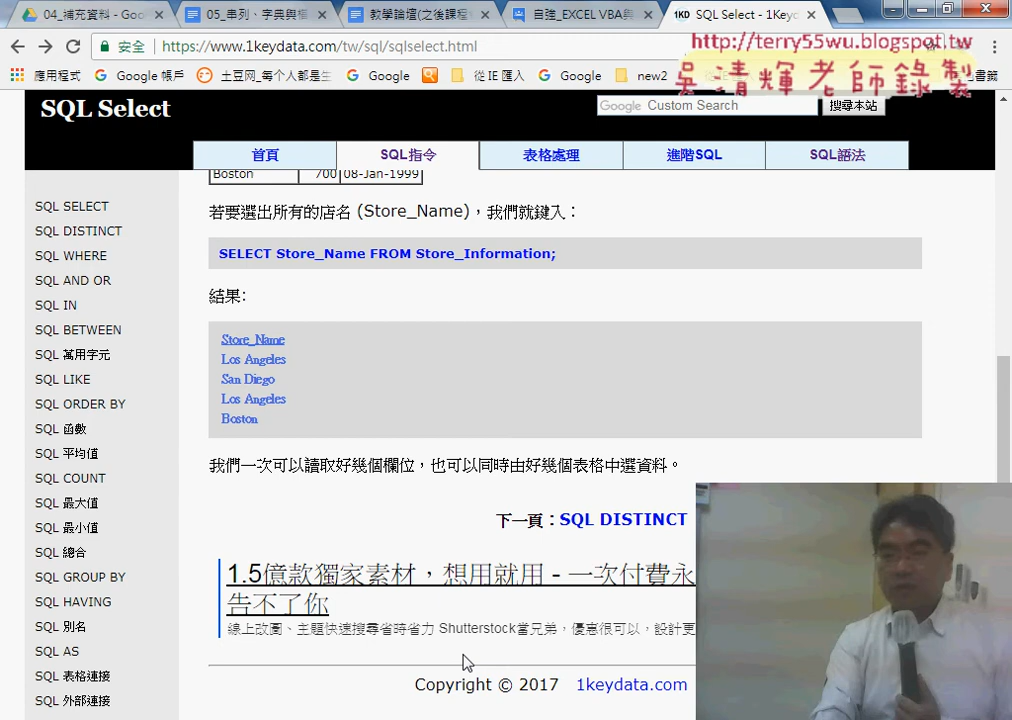 04_補充資料 - Goo
05_串列、字典與框
教學論壇(之後課程
自強_EXCEL VBA與
1KD SQL Select - 1Keyd
安全 https://www.1keydata.com/tw/sql/sqlselect.html
http://terry55wu.blogspot.tw
吳清輝老師錄製
應用程式
Google 帳戶
土豆网_每个人都是生
Google
從 IE 匯入
Google
new2
SQL Select
Google Custom Search
搜尋本站
首頁
SQL指令
表格處理
進階SQL
SQL語法
SQL SELECT
SQL DISTINCT
SQL WHERE
SQL AND OR
SQL IN
SQL BETWEEN
SQL 萬用字元
SQL LIKE
SQL ORDER BY
SQL 函數
SQL 平均值
SQL COUNT
SQL 最大值
SQL 最小值
SQL 總合
SQL GROUP BY
SQL HAVING
SQL 別名
SQL AS
SQL 表格連接
SQL 外部連接
Boston 700 08-Jan-1999
若要選出所有的店名 (Store_Name)，我們就鍵入：
SELECT Store_Name FROM Store_Information;
結果:
Store_Name
Los Angeles
San Diego
Los Angeles
Boston
我們一次可以讀取好幾個欄位，也可以同時由好幾個表格中選資料。
下一頁：SQL DISTINCT
1.5億款獨家素材，想用就用 - 一次付費永
告不了你
線上改圖、主題快速搜尋省時省力 Shutterstock當兄弟，優惠很可以，設計更
Copyright © 2017 1keydata.com